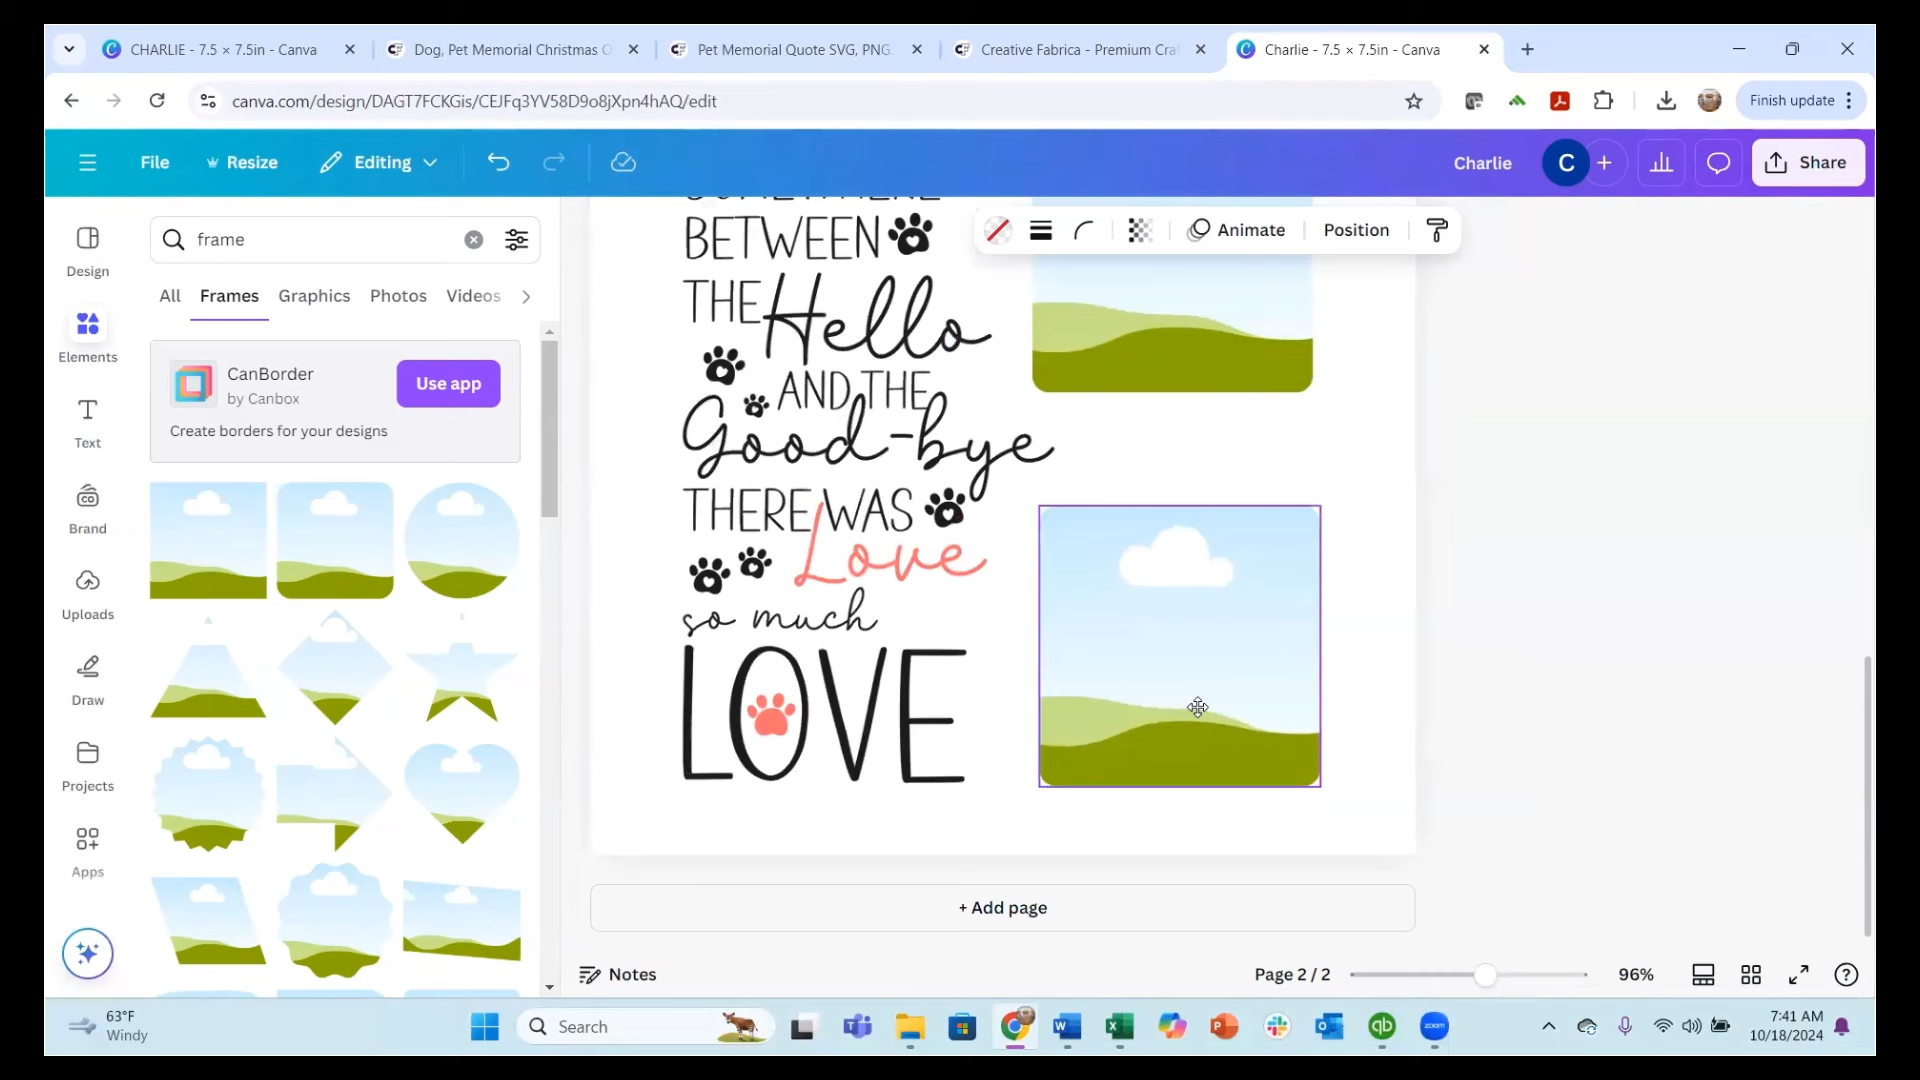 CHARLIE - 7.5 × 7.5in - Canva
Dog, Pet Memorial Christmas O
Pet Memorial Quote SVG, PNG
Creative Fabrica - Premium Cra
Charlie - 7.5 × 7.5in - Canva
canva.com/design/DAGT7FCKGis/CEJFq3YV58D9o8jXpn4hAQ/edit
Finish update
File
Resize
Editing
Charlie
C
Share
Design
Elements
Text
Brand
Uploads
Draw
Projects
Apps
frame
All
Frames
Graphics
Photos
Videos
CanBorder
by Canbox
Use app
Create borders for your designs
Animate
Position
SOMEWHERE
BETWEEN
THE Hello
AND THE
Good-bye
THERE WAS
Love
so much
LOVE
+ Add page
Notes
Page 2 / 2
96%
63°F
Windy
Search
zoom
7:41 AM
10/18/2024